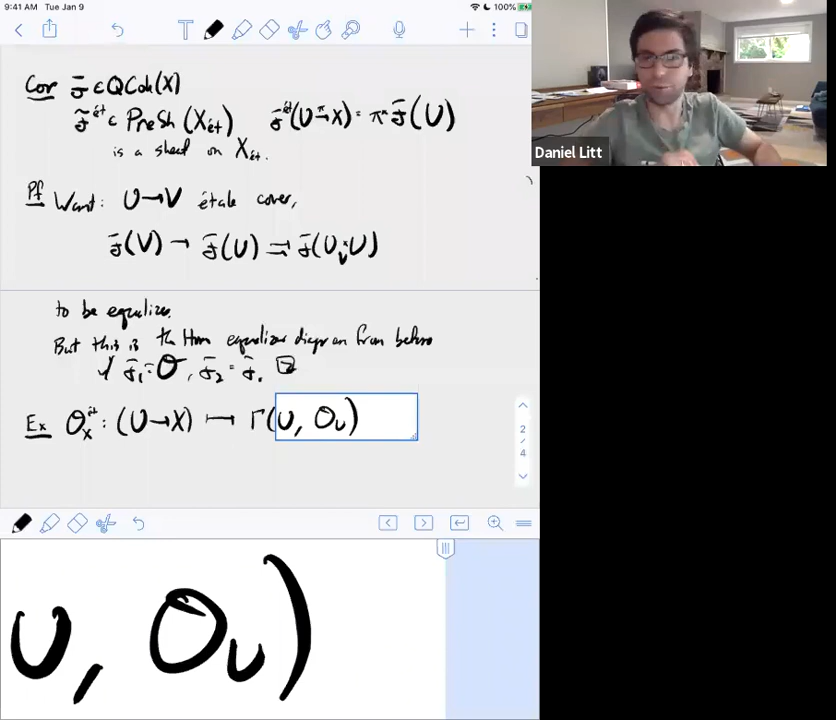 9:41 AM Tue Jan 9
100%
Cor F ∈ QCoh(X)
F^ét ∈ PreSh(X_ét) F^ét(U →^π X) = π*F(U)
is a sheaf on X_ét.
Pf Want: U → V étale cover,
F(V) → F(U) ⇉ F(U ×_V U)
to be equalizer.
But this is the Hom equalizer diagram from before
w/ F_1 = O, F_2 = F. ☒
Ex O_X^ét : (U → X) ↦ Γ(U, O_U)
2
/
4
U, O_U)
Daniel Litt